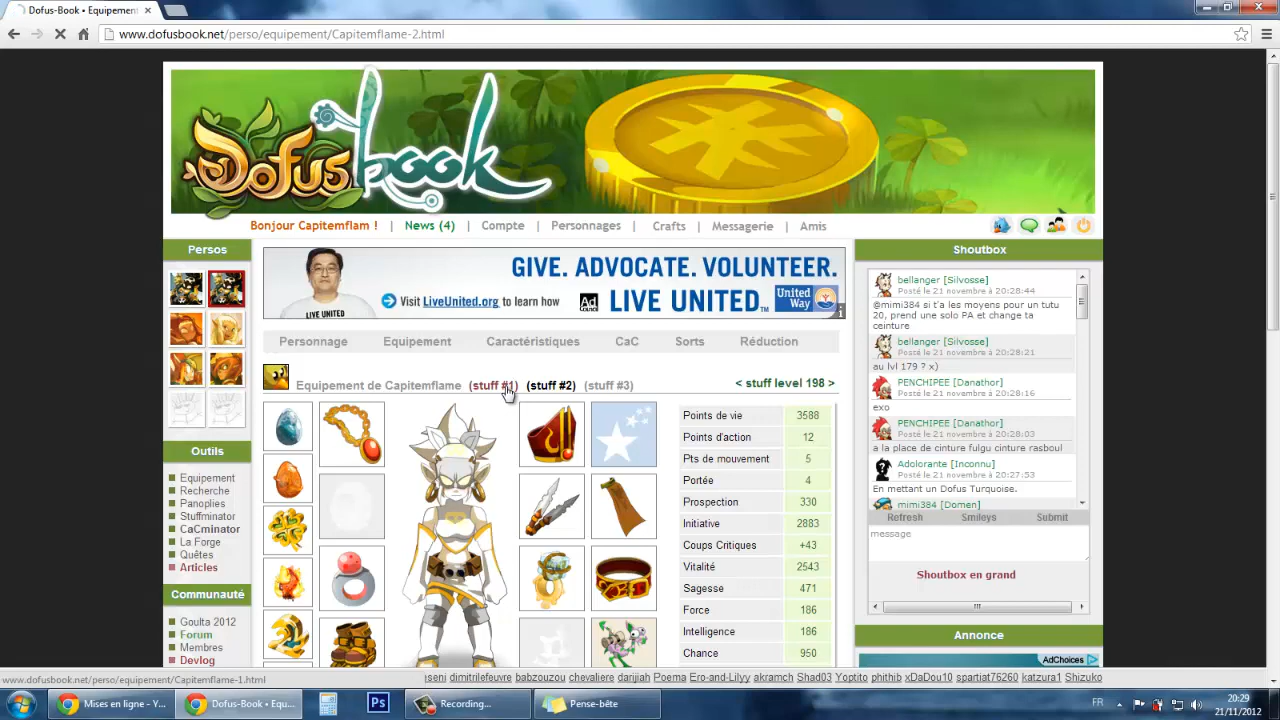 Dofus-Book • Equipement
www.dofusbook.net/perso/equipement/Capitemflame-2.html
Dofus book
Bonjour Capitemflam ! | News (4) | Compte | Personnages | Crafts | Messagerie | Amis
Persos
Outils
Equipement
Recherche
Panoplies
Stuffminator
CaCminator
La Forge
Quêtes
Articles
Communauté
Goulta 2012
Forum
Membres
Devlog
GIVE. ADVOCATE. VOLUNTEER.
Visit LiveUnited.org to learn how
Ad Council
LIVE UNITED.™
United Way
LIVE UNITED
Personnage Equipement Caractéristiques CaC Sorts Réduction
Equipement de Capitemflame (stuff #1) (stuff #2) (stuff #3)
< stuff level 198 >
Points de vie 3588
Points d'action 12
Pts de mouvement 5
Portée 4
Prospection 330
Initiative 2883
Coups Critiques +43
Vitalité 2543
Sagesse 471
Force 186
Intelligence 186
Chance 950
Shoutbox
bellanger [Silvosse]
Posté le 21 novembre à 20:28:44
@mimi384 si t'a les moyens pour un tutu
20, prend une solo PA et change ta
ceinture
bellanger [Silvosse]
Posté le 21 novembre à 20:28:21
au lvl 179 ? x)
PENCHIPEE [Danathor]
Posté le 21 novembre à 20:28:16
exo
PENCHIPEE [Danathor]
Posté le 21 novembre à 20:28:03
a la place de cinture fulgu cinture rasboul
Adolorante [Inconnu]
Posté le 21 novembre à 20:27:53
En mettant un Dofus Turquoise.
mimi384 [Domen]
Refresh Smileys Submit
message
Shoutbox en grand
Annonce
AdChoices
iseni dimitrilefeuvre babzouzou chevaliere darijjah Poema Ero-and-Lilyy akramch Shad03 Yoptito phithib xDaDou10 spartiat76260 katzura1 Shizuko
www.dofusbook.net/perso/equipement/Capitemflame-1.html
Mises en ligne - Y...
Dofus-Book • Equ...
Ps
Recording...
Pense-bête
FR
20:29
21/11/2012